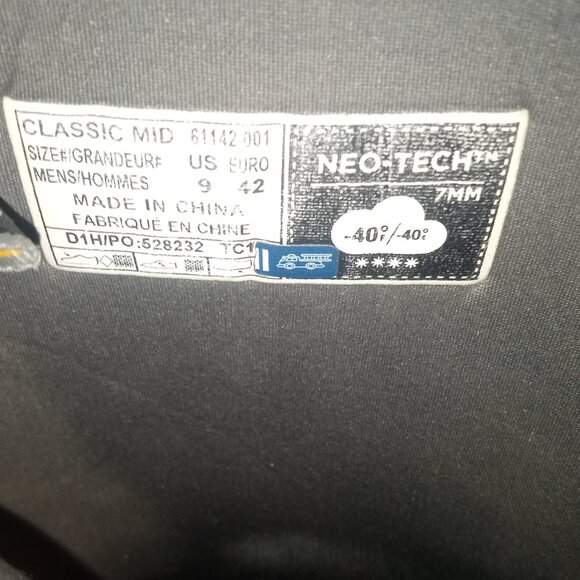 CLASSIC MID 61142-001
SIZE#/GRANDEUR# US EURO
MENS/HOMMES 9 42
MADE IN CHINA
FABRIQUÉ EN CHINE
D1H/PO:528232 TC1
NEO-TECH™
7MM
-40°F/-40°C